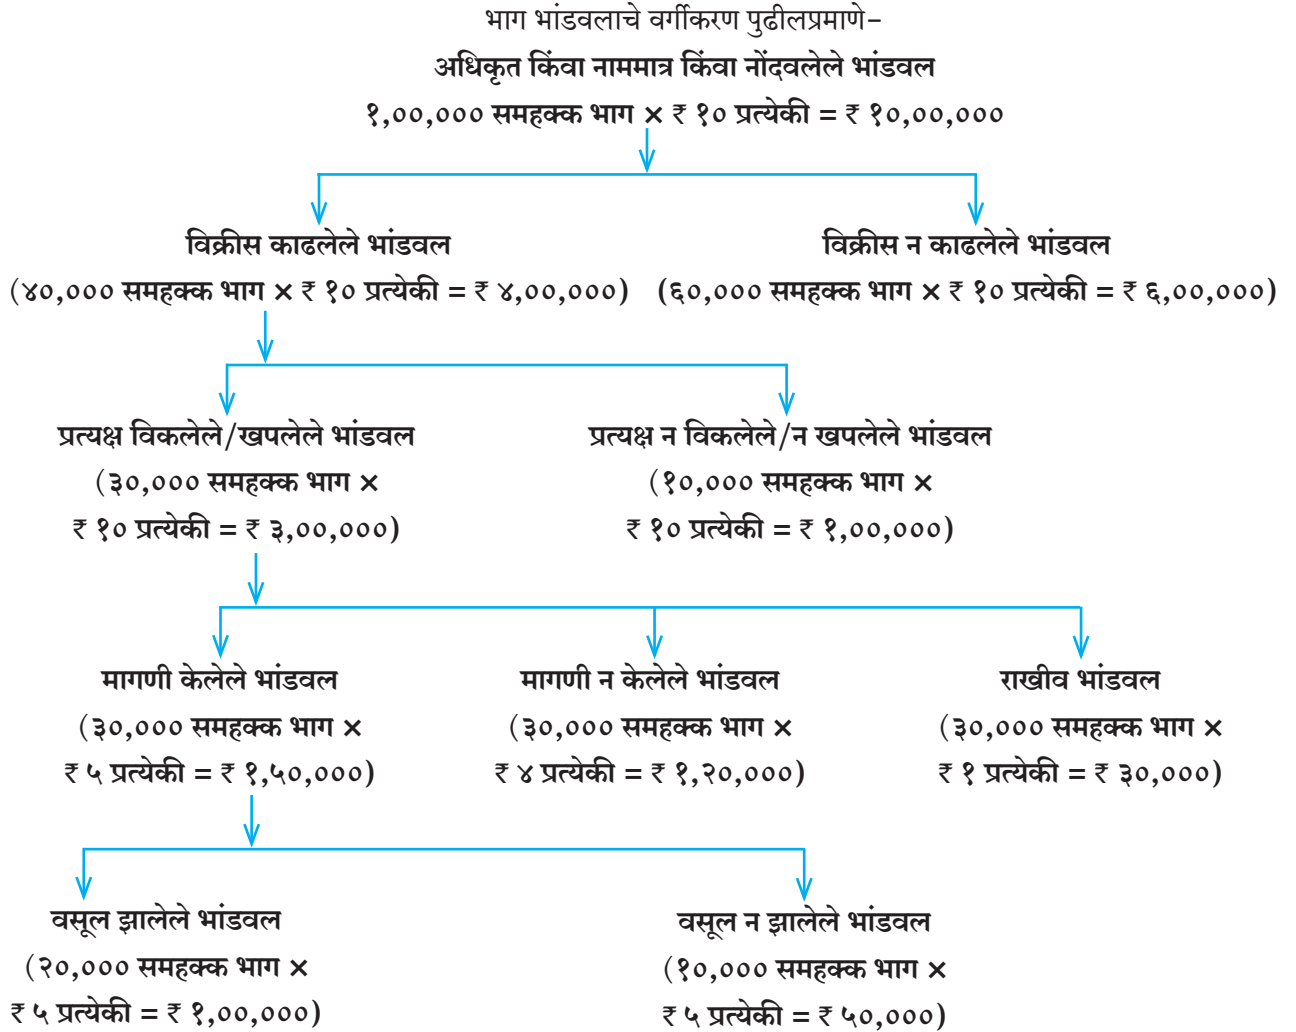 भाग भांडवलाचे वर्गीकरण पुढीलप्रमाणे–
अधिकृत किंवा नाममात्र किंवा नोंदवलेले भांडवल
१,००,००० समहक्क भाग × ₹ १० प्रत्येकी = ₹ १०,००,०००
विक्रीस काढलेले भांडवल
(४०,००० समहक्क भाग × ₹ १० प्रत्येकी = ₹ ४,००,०००)
विक्रीस न काढलेले भांडवल
(६०,००० समहक्क भाग × ₹ १० प्रत्येकी = ₹ ६,००,०००)
प्रत्यक्ष विकलेले/खपलेले भांडवल
(३०,००० समहक्क भाग ×
₹ १० प्रत्येकी = ₹ ३,००,०००)
प्रत्यक्ष न विकलेले/न खपलेले भांडवल
(१०,००० समहक्क भाग ×
₹ १० प्रत्येकी = ₹ १,००,०००)
मागणी केलेले भांडवल
(३०,००० समहक्क भाग ×
₹ ५ प्रत्येकी = ₹ १,५०,०००)
मागणी न केलेले भांडवल
(३०,००० समहक्क भाग ×
₹ ४ प्रत्येकी = ₹ १,२०,०००)
राखीव भांडवल
(३०,००० समहक्क भाग ×
₹ १ प्रत्येकी = ₹ ३०,०००)
वसूल झालेले भांडवल
(२०,००० समहक्क भाग ×
₹ ५ प्रत्येकी = ₹ १,००,०००)
वसूल न झालेले भांडवल
(१०,००० समहक्क भाग ×
₹ ५ प्रत्येकी = ₹ ५०,०००)